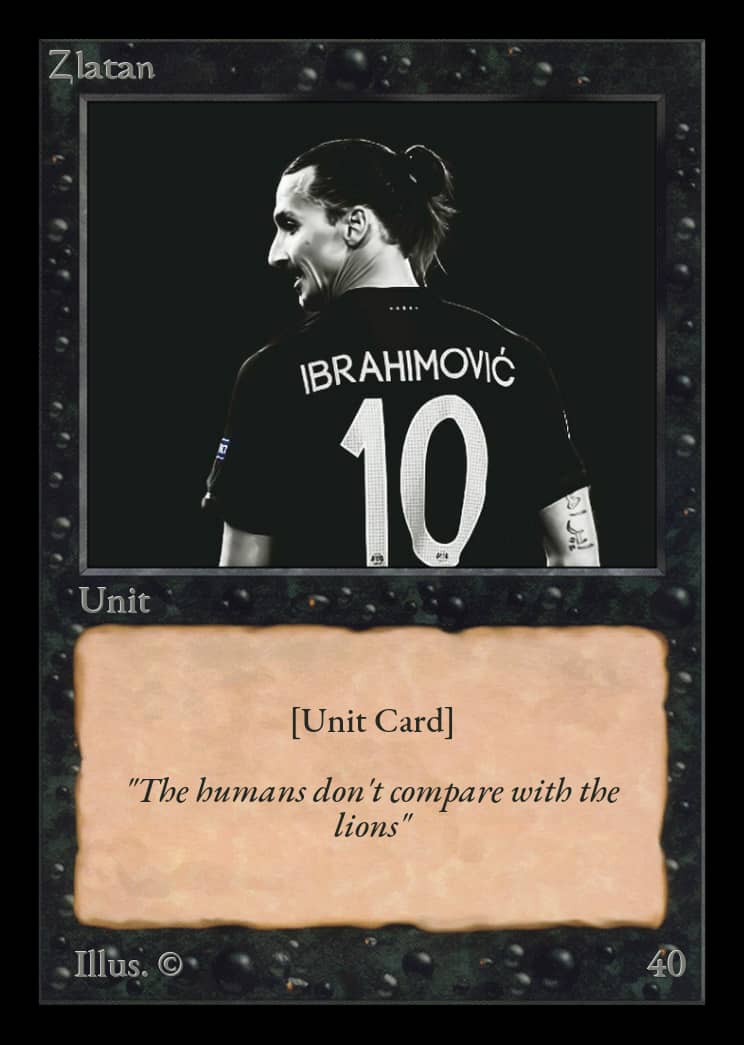 Zlatan
IBRAHIMOVIĆ
10
Unit
[Unit Card]
"The humans don't compare with the
lions"
Illus. ©
40